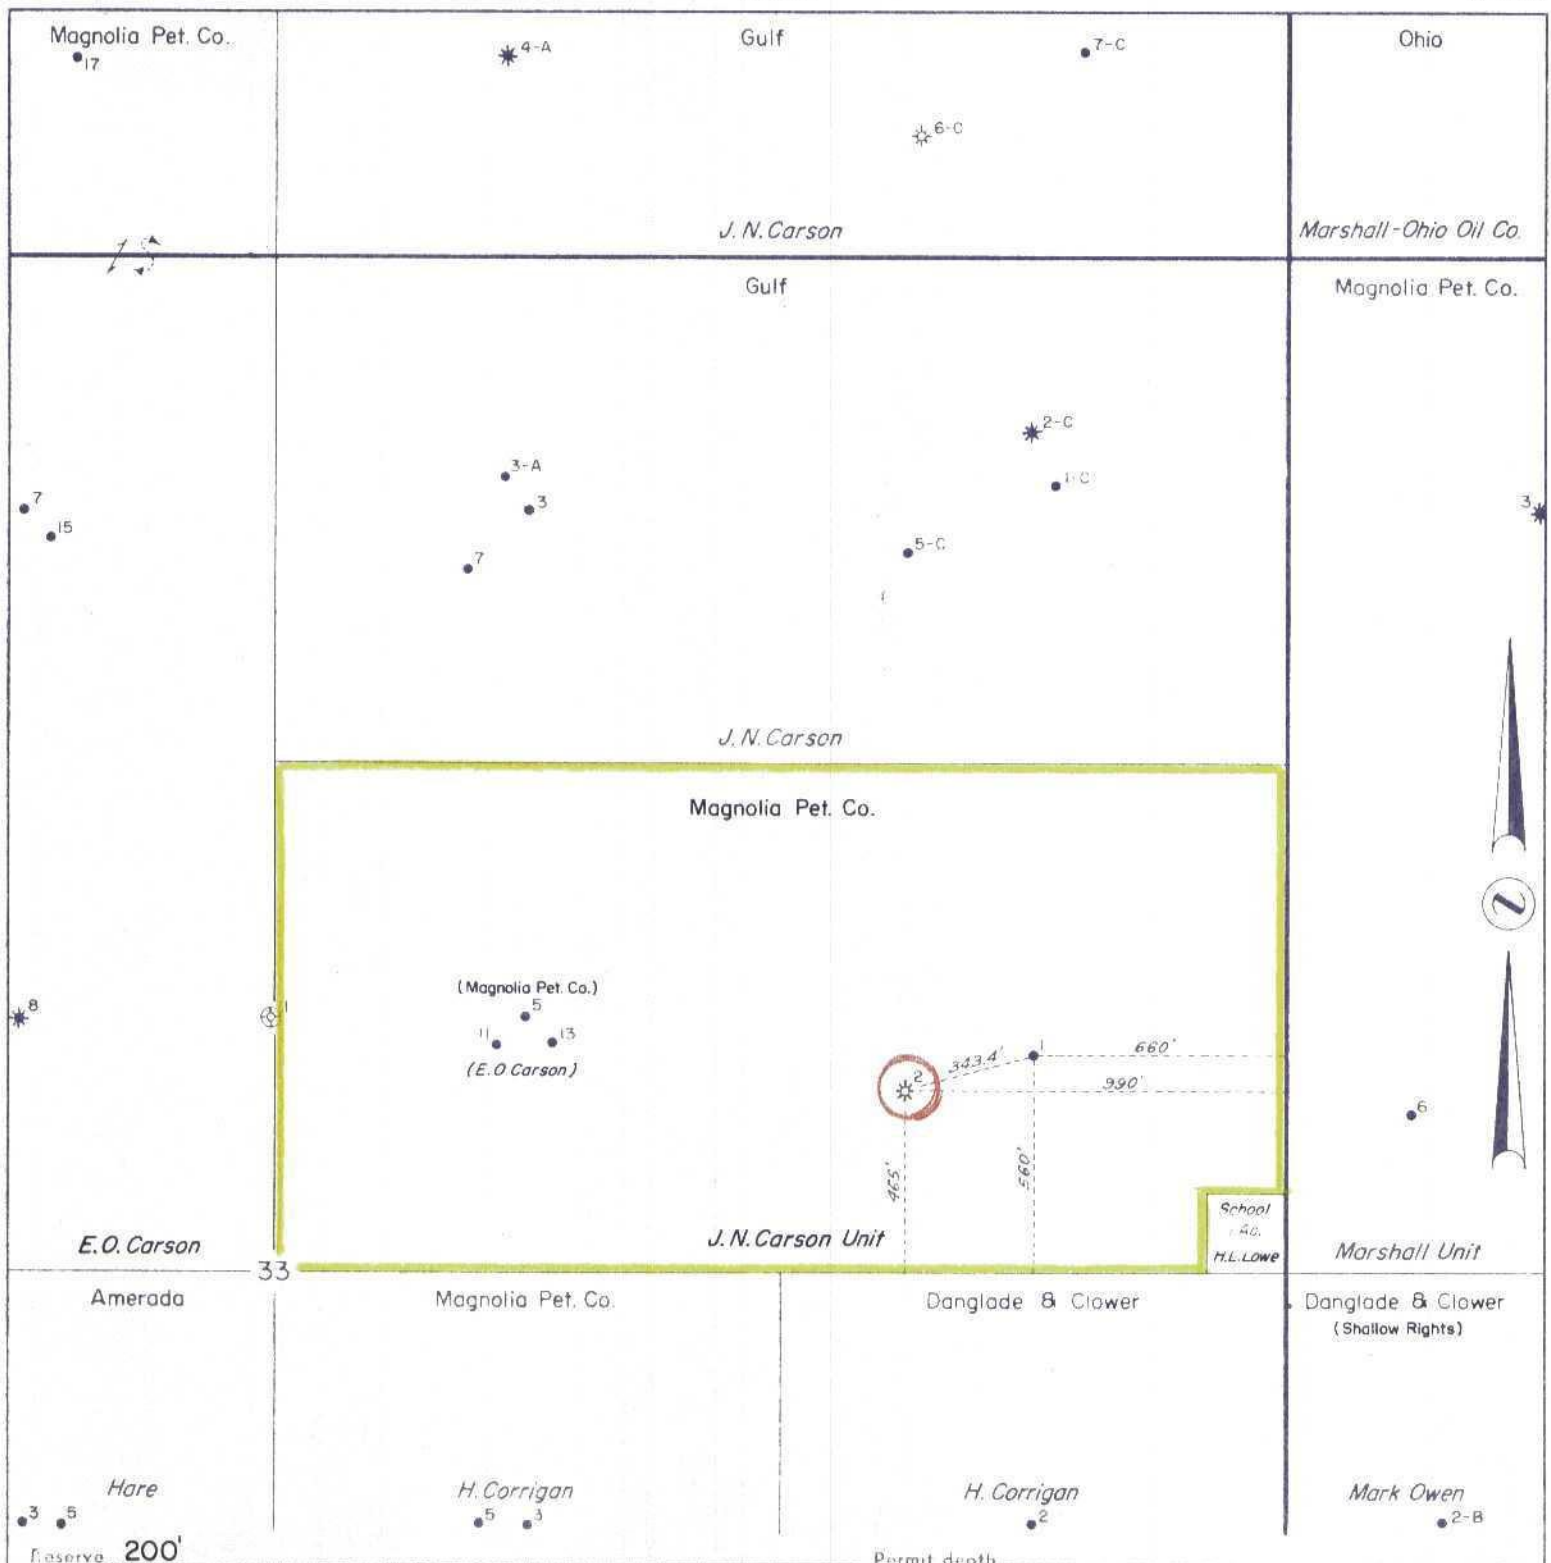 Magnolia Pet. Co.
17
4-A
Gulf
7-C
6-C
Ohio
J. N. Carson
Marshall-Ohio Oil Co.
Gulf
Magnolia Pet. Co.
2-C
3-A
1-C
7
3
3
15
5-C
7
J. N. Carson
Magnolia Pet. Co.
(Magnolia Pet. Co.)
8
1
5
11
13
(E.O. Carson)
2
343.4'
1
660'
990'
6
465'
560'
School
Ac.
H.L. Lowe
E.O. Carson
J. N. Carson Unit
Marshall Unit
33
Amerada
Magnolia Pet. Co.
Danglade & Clower
Danglade & Clower
(Shallow Rights)
Hare
H. Corrigan
H. Corrigan
Mark Owen
3
5
5
3
2
2-B
Reserve 200'
Permit depth